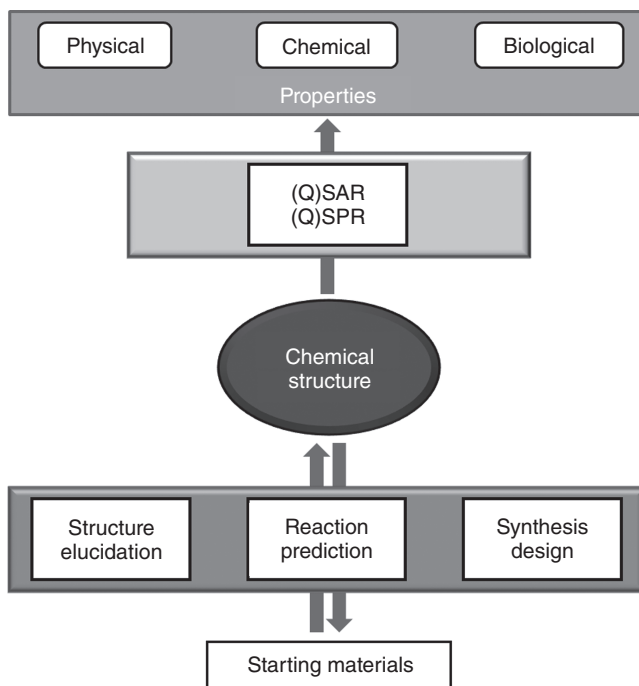 Physical
Chemical
Biological
Properties
(Q)SAR
(Q)SPR
Chemical
structure
Structure
elucidation
Reaction
prediction
Synthesis
design
Starting materials